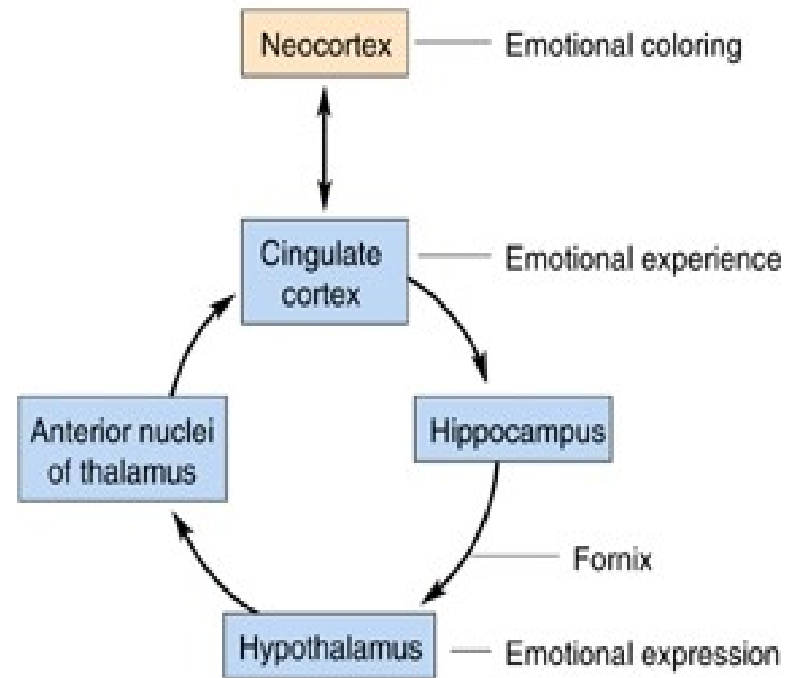 Neocortex
Emotional coloring
Cingulate
cortex
Emotional experience
Anterior nuclei
of thalamus
Hippocampus
Fornix
Hypothalamus
Emotional expression